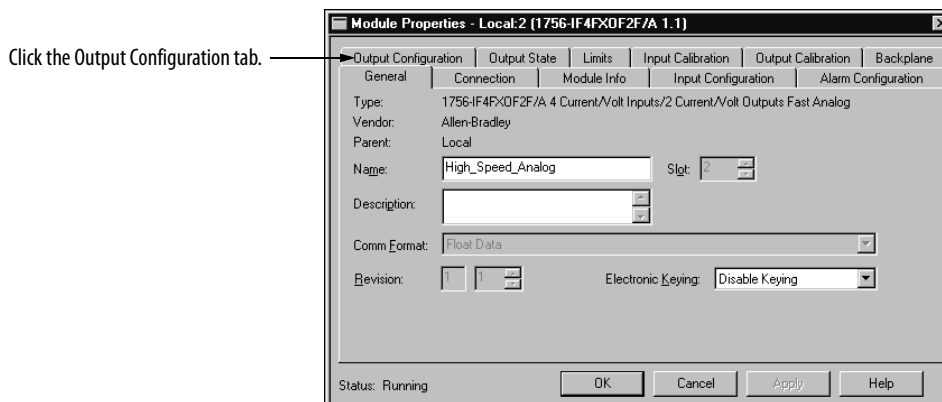 Module Properties - Local:2 (1756-IF4FXOF2F/A 1.1)
Click the Output Configuration tab.
Output Configuration Output State Limits Input Calibration Output Calibration Backplane
General Connection Module Info Input Configuration Alarm Configuration
Type: 1756-IF4FXOF2F/A 4 Current/Volt Inputs/2 Current/Volt Outputs Fast Analog
Vendor: Allen-Bradley
Parent: Local
Name: High_Speed_Analog Slot: 2
Description:
Comm Format: Float Data
Revision: 1 1 Electronic Keying: Disable Keying
Status: Running OK Cancel Apply Help